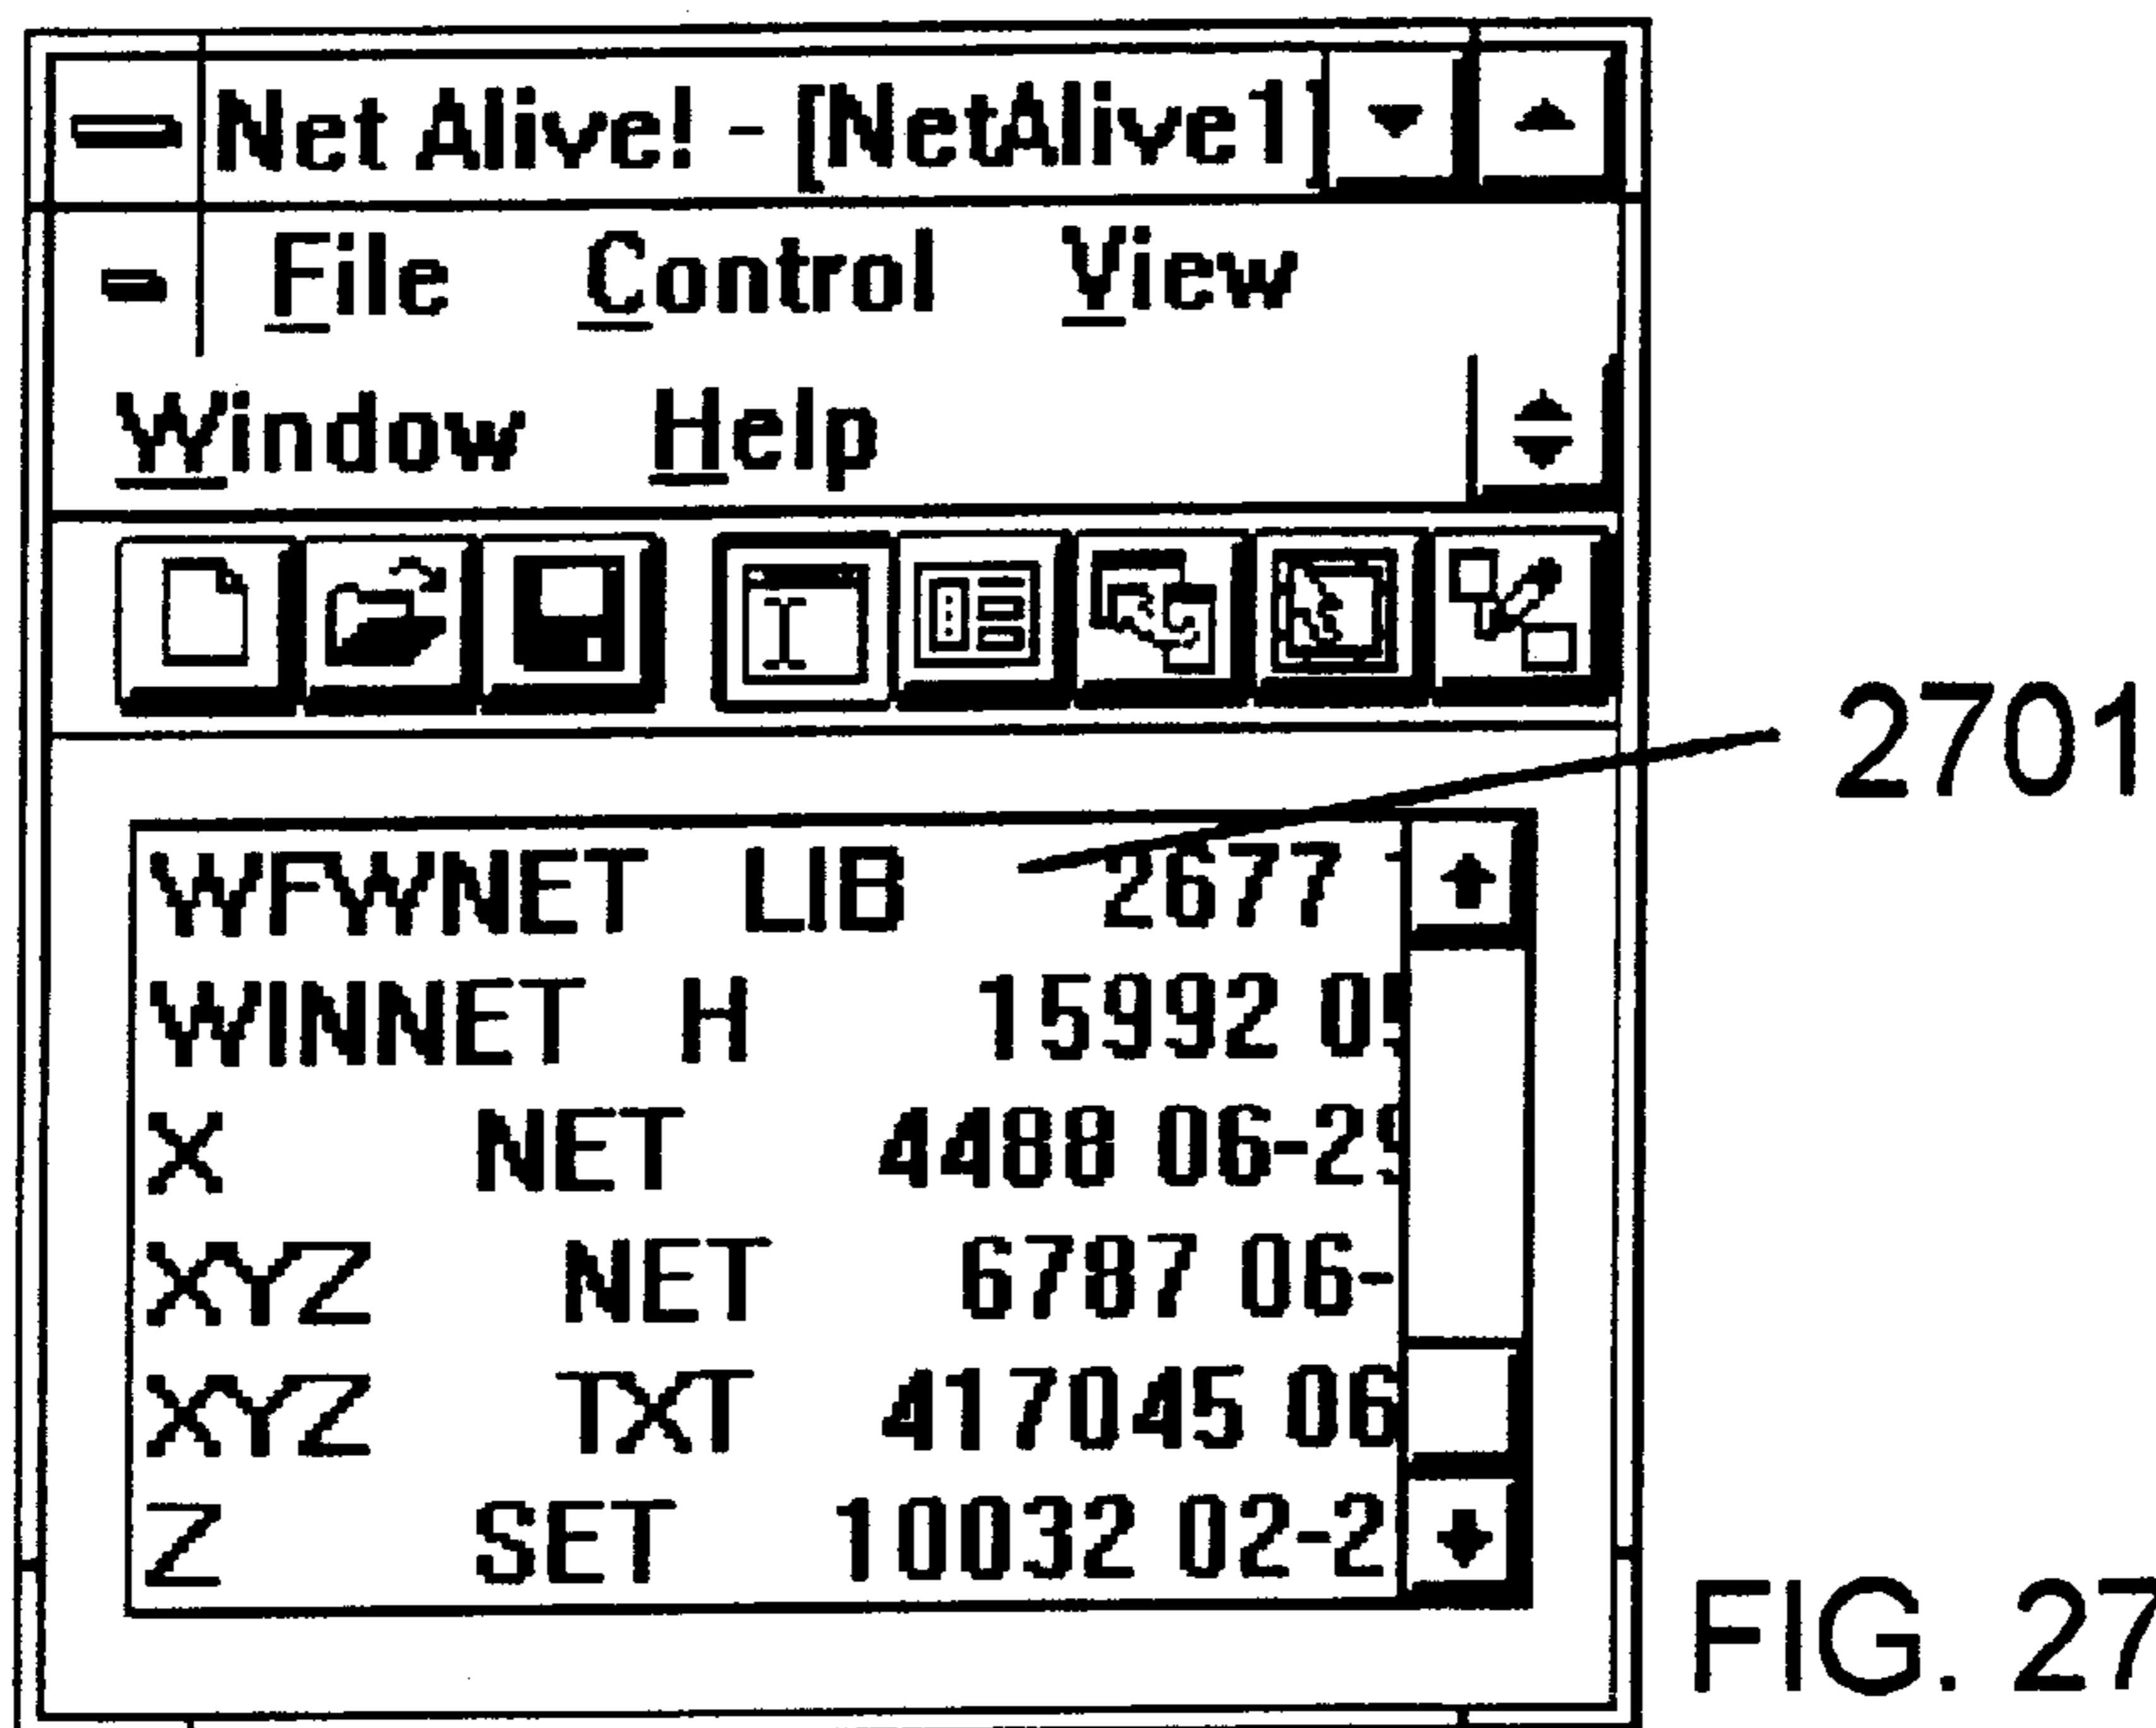 Net Alive! - [NetAlive1]
File Control View
Window Help
2701
WFWNET LIB 2677
WINNET H 15992
X NET 4488 06-2
XYZ NET 6787 06-
XYZ TXT 417045 06
Z SET 10032 02-2
FIG. 27